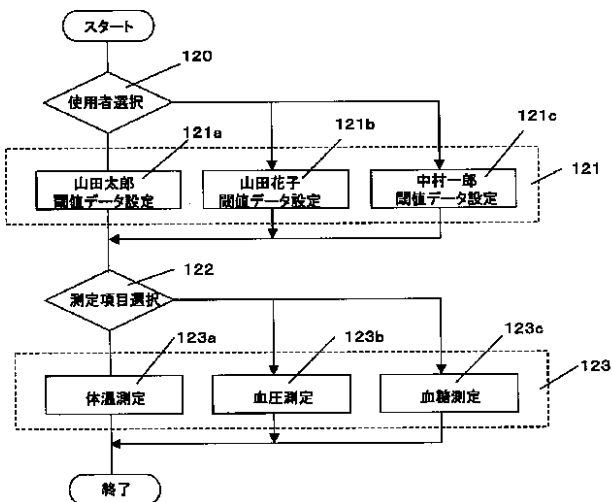 スタート
120
使用者選択
121a
121b
121c
山田太郎
閾値データ設定
山田花子
閾値データ設定
中村一郎
閾値データ設定
121
122
測定項目選択
123a
123b
123c
体温測定
血圧測定
血糖測定
123
終了